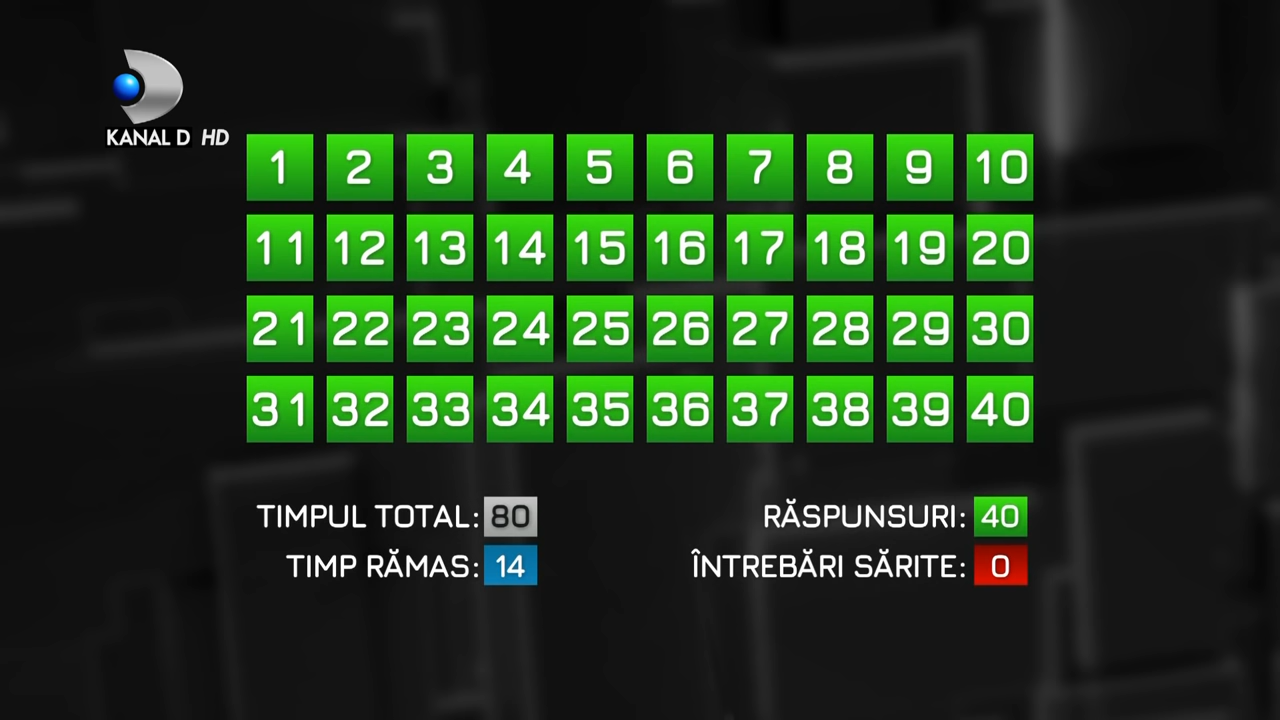 KANAL D HD
1 2 3 4 5 6 7 8 9 10
11 12 13 14 15 16 17 18 19 20
21 22 23 24 25 26 27 28 29 30
31 32 33 34 35 36 37 38 39 40
TIMPUL TOTAL: 80 RĂSPUNSURI: 40
TIMP RĂMAS: 14 ÎNTREBĂRI SĂRITE: 0